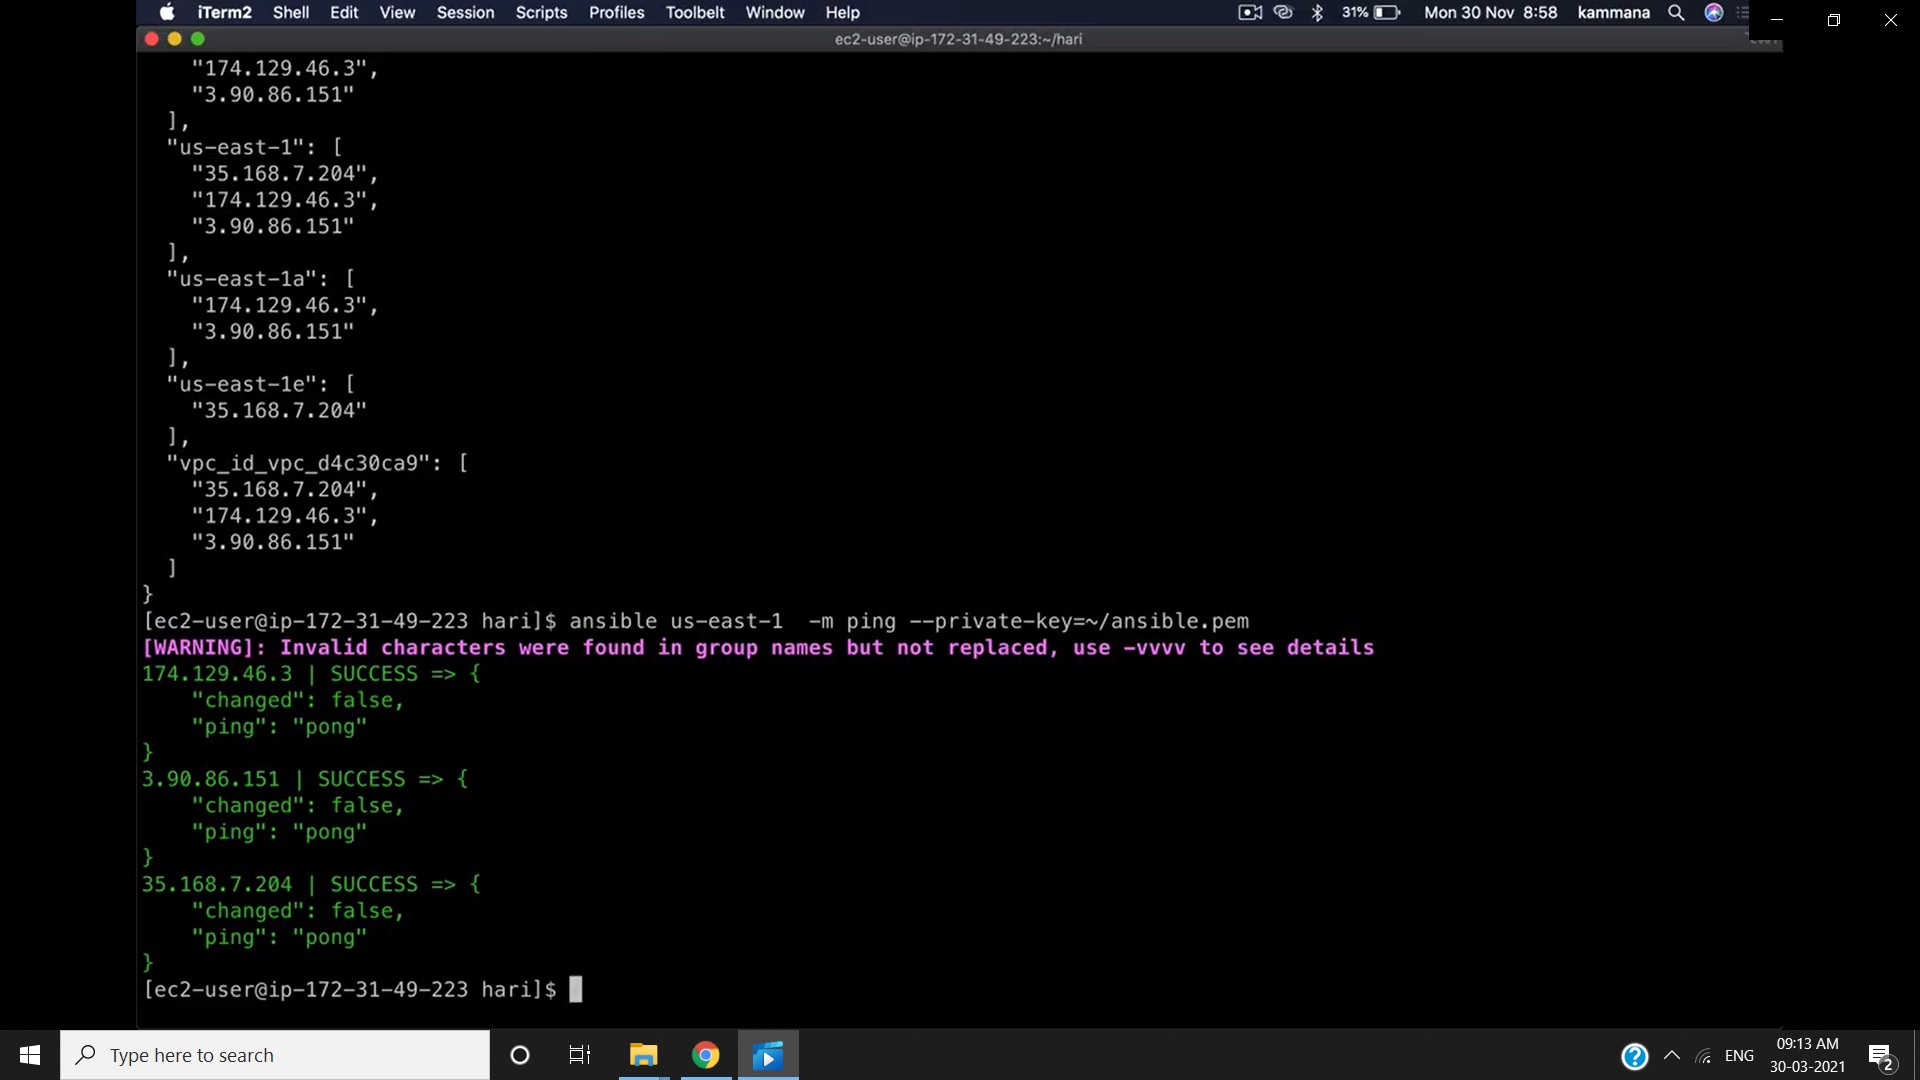 iTerm2 Shell Edit View Session Scripts Profiles Toolbelt Window Help 31% Mon 30 Nov 8:58 kammana
ec2-user@ip-172-31-49-223:~/hari
"174.129.46.3",
"3.90.86.151"
],
"us-east-1": [
"35.168.7.204",
"174.129.46.3",
"3.90.86.151"
],
"us-east-1a": [
"174.129.46.3",
"3.90.86.151"
],
"us-east-1e": [
"35.168.7.204"
],
"vpc_id_vpc_d4c30ca9": [
"35.168.7.204",
"174.129.46.3",
"3.90.86.151"
]
}
[ec2-user@ip-172-31-49-223 hari]$ ansible us-east-1  -m ping --private-key=~/ansible.pem
[WARNING]: Invalid characters were found in group names but not replaced, use -vvvv to see details
174.129.46.3 | SUCCESS => {
"changed": false,
"ping": "pong"
}
3.90.86.151 | SUCCESS => {
"changed": false,
"ping": "pong"
}
35.168.7.204 | SUCCESS => {
"changed": false,
"ping": "pong"
}
[ec2-user@ip-172-31-49-223 hari]$
Type here to search
ENG
09:13 AM
30-03-2021
2